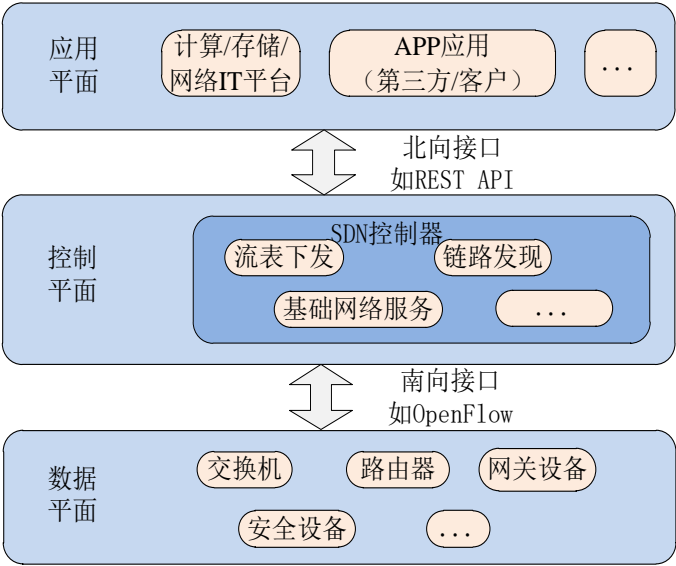 应用
平面
计算/存储/
网络IT平台
APP应用
（第三方/客户）
...
北向接口
如REST API
控制
平面
SDN控制器
流表下发
链路发现
基础网络服务
...
南向接口
如OpenFlow
数据
平面
交换机
路由器
网关设备
安全设备
...